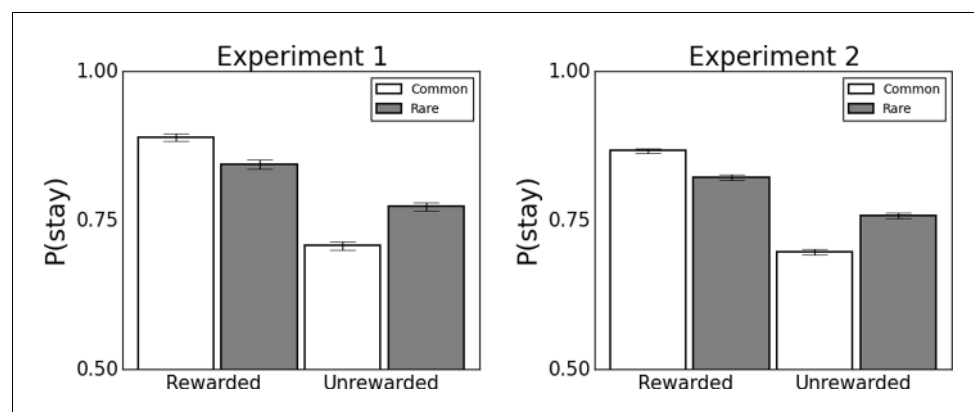 Experiment 1
1.00
0.75
0.50
P(stay)
Common
Rare
Rewarded
Unrewarded
Experiment 2
1.00
0.75
0.50
P(stay)
Common
Rare
Rewarded
Unrewarded